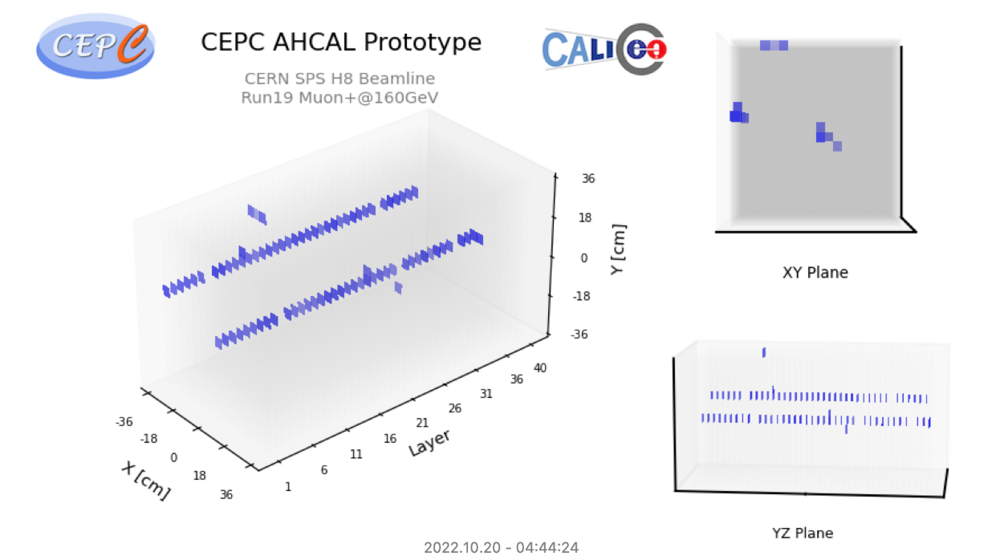 CEPC
CEPC AHCAL Prototype
CALICO
CERN SPS H8 Beamline
Run19 Muon+@160GeV
36
18
0
-18
-36
Y [cm]
-36
-18
0
18
36
X [cm]
1
6
11
16
21
26
31
36
40
Layer
XY Plane
YZ Plane
2022.10.20 - 04:44:24